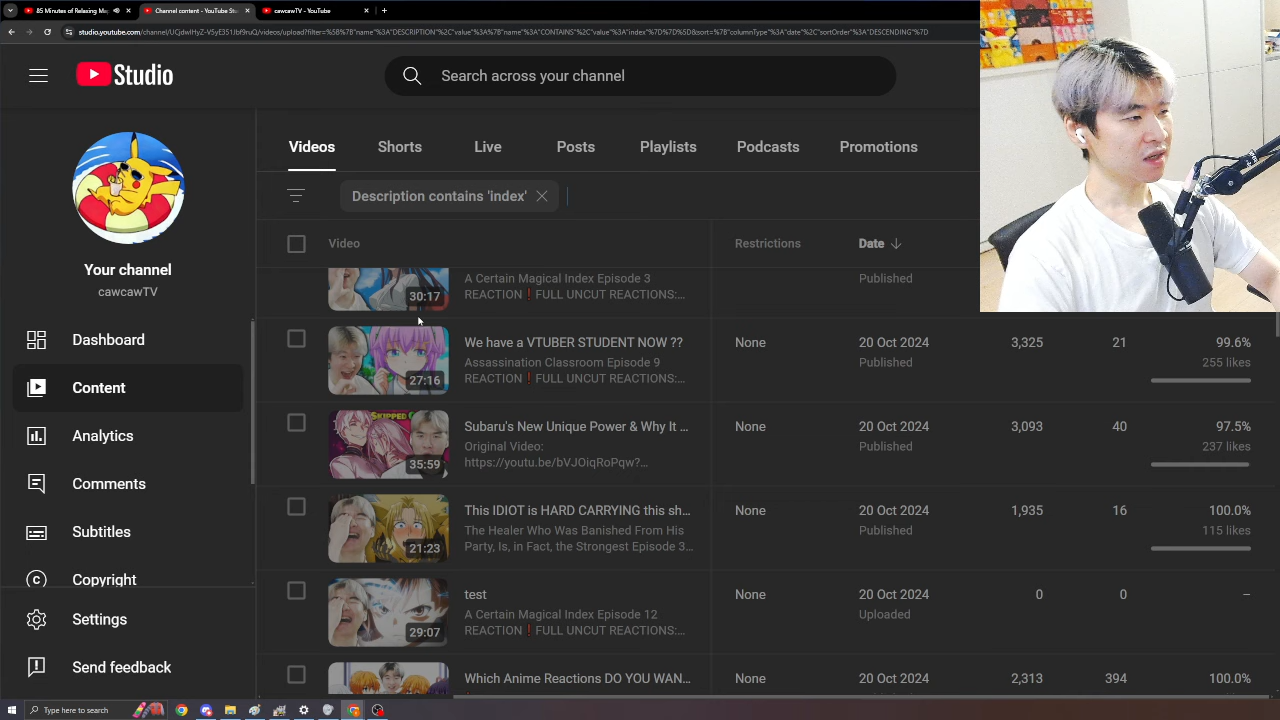 85 Minutes of Relaxing Ma
Channel content - YouTube Stu
cawcawTV - YouTube
Studio
Search across your channel
Your channel
cawcawTV
Dashboard
Content
Analytics
Comments
Subtitles
Copyright
Settings
Send feedback
Videos
Shorts
Live
Posts
Playlists
Podcasts
Promotions
Description contains 'index'
Video
Restrictions
Date
30:17
A Certain Magical Index Episode 3
REACTION❗FULL UNCUT REACTIONS:...
Published
27:16
We have a VTUBER STUDENT NOW ??
Assassination Classroom Episode 9
REACTION❗FULL UNCUT REACTIONS:...
None
20 Oct 2024
Published
3,325
21
99.6%
255 likes
SKIPPED
35:59
Subaru's New Unique Power & Why It ...
Original Video:
https://youtu.be/bVJOiqRoPqw?...
None
20 Oct 2024
Published
3,093
40
97.5%
237 likes
21:23
This IDIOT is HARD CARRYING this sh...
The Healer Who Was Banished From His
Party, Is, in Fact, the Strongest Episode 3...
None
20 Oct 2024
Published
1,935
16
100.0%
115 likes
29:07
test
A Certain Magical Index Episode 12
REACTION❗FULL UNCUT REACTIONS:...
None
20 Oct 2024
Uploaded
0
0
–
Which Anime Reactions DO YOU WAN...
None
20 Oct 2024
2,313
394
100.0%
Type here to search